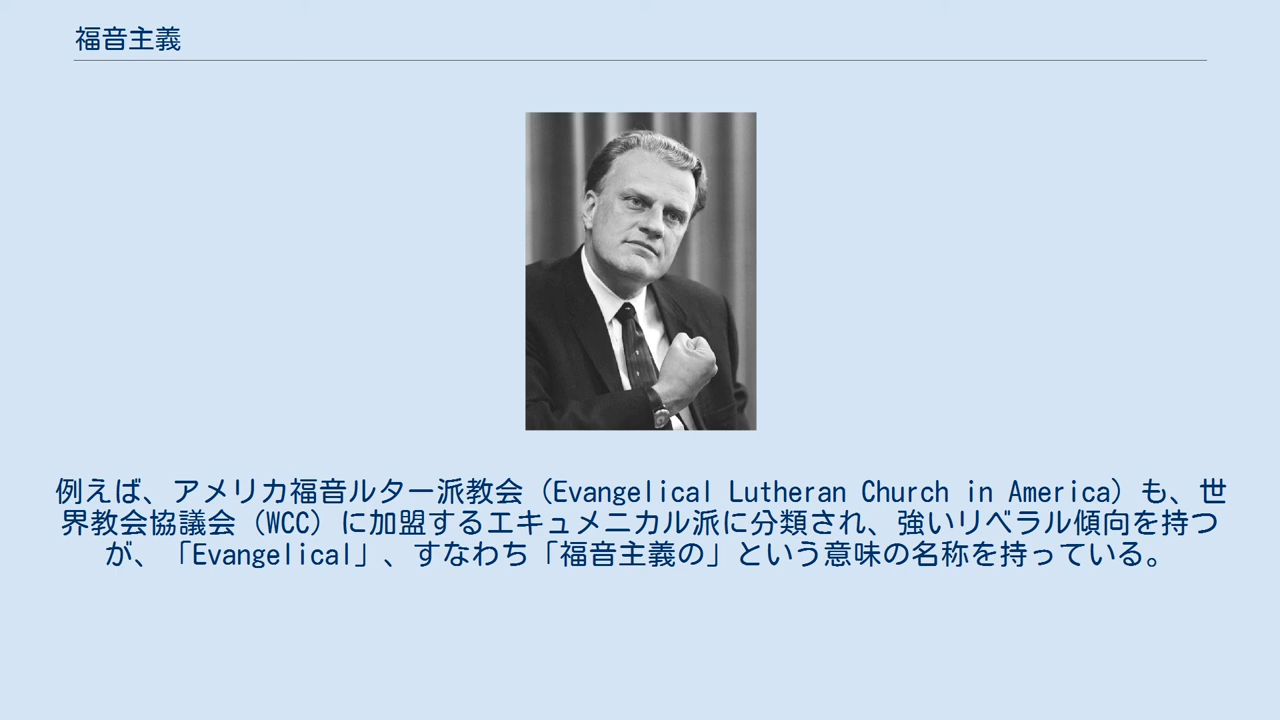 福音主義
例えば、アメリカ福音ルター派教会（Evangelical Lutheran Church in America）も、世
界教会協議会（WCC）に加盟するエキュメニカル派に分類され、強いリベラル傾向を持つ
が、「Evangelical」、すなわち「福音主義の」という意味の名称を持っている。